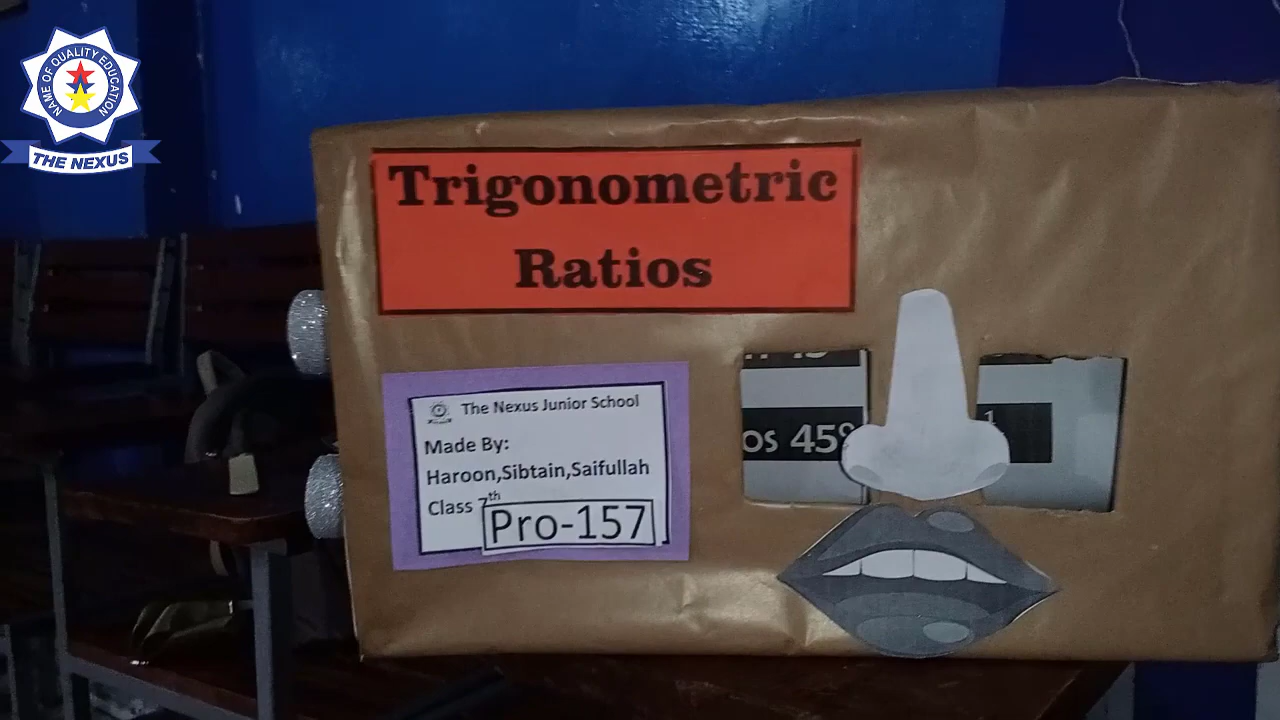 NAME OF QUALITY EDUCATION
THE NEXUS
Trigonometric
Ratios
The Nexus Junior School
Made By:
Haroon,Sibtain,Saifullah
Class 7th
Pro-157
os 45°
1